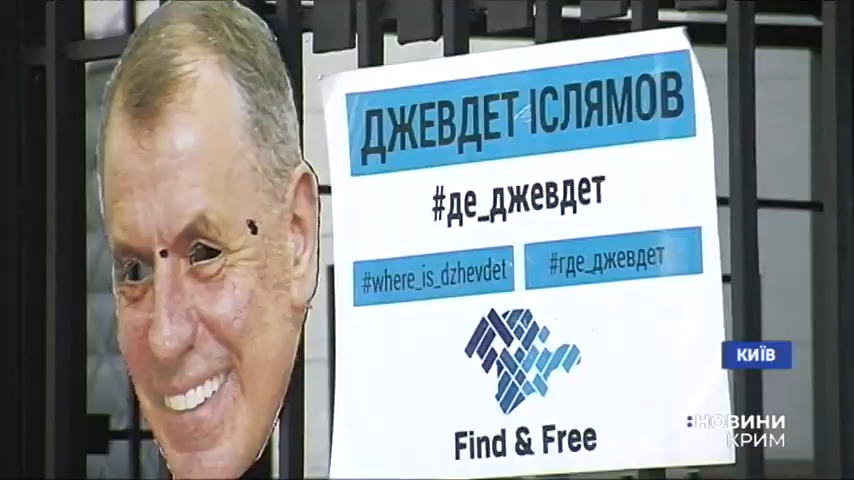 ДЖЕВДЕТ ІСЛЯМОВ
#де_джевдет
#where_is_dzhevdet
#где_джевдет
Find & Free
КИЇВ
:НОВИНИ
КРИМ